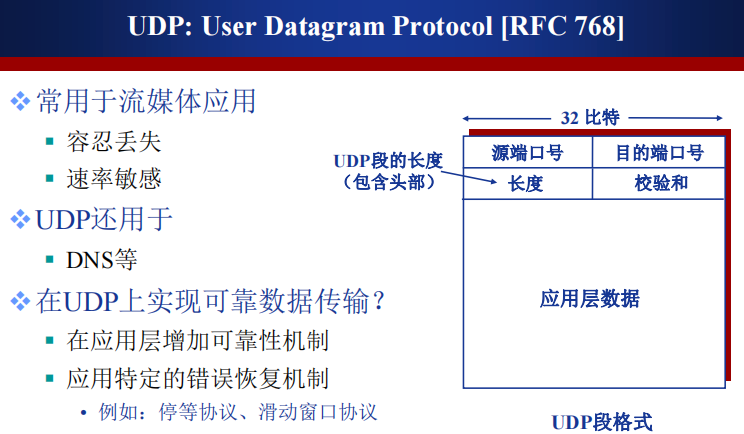 UDP: User Datagram Protocol [RFC 768]
常用于流媒体应用
容忍丢失
速率敏感
UDP还用于
DNS等
在UDP上实现可靠数据传输？
在应用层增加可靠性机制
应用特定的错误恢复机制
• 例如：停等协议、滑动窗口协议
32 比特
UDP段的长度
（包含头部）
源端口号 目的端口号
长度 校验和
应用层数据
UDP段格式